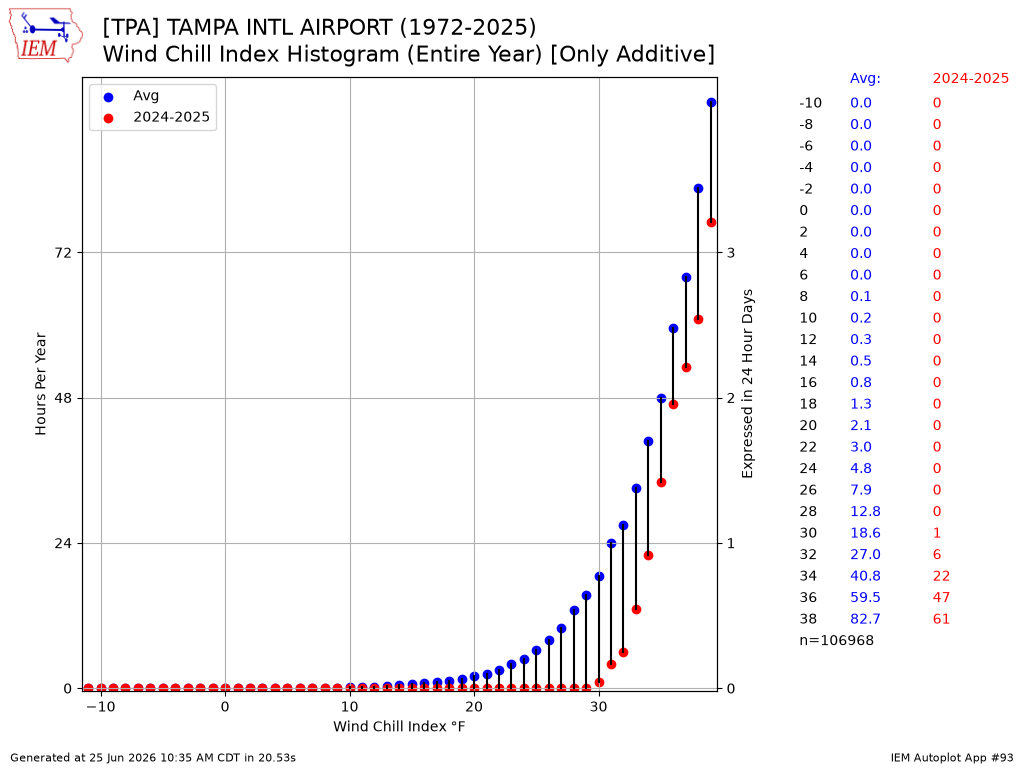 IEM
[TPA] TAMPA INTL AIRPORT (1972-2025)
Wind Chill Index Histogram (Entire Year) [Only Additive]
Avg
2024-2025
Hours Per Year
72
48
24
0
3
2
1
0
Expressed in 24 Hour Days
−10 0 10 20 30
Wind Chill Index °F
Avg: 2024-2025
-10 0.0 0
-8 0.0 0
-6 0.0 0
-4 0.0 0
-2 0.0 0
0 0.0 0
2 0.0 0
4 0.0 0
6 0.0 0
8 0.1 0
10 0.2 0
12 0.3 0
14 0.5 0
16 0.8 0
18 1.3 0
20 2.1 0
22 3.0 0
24 4.8 0
26 7.9 0
28 12.8 0
30 18.6 1
32 27.0 6
34 40.8 22
36 59.5 47
38 82.7 61
n=106968
Generated at 25 Jun 2026 10:35 AM CDT in 20.53s
IEM Autoplot App #93